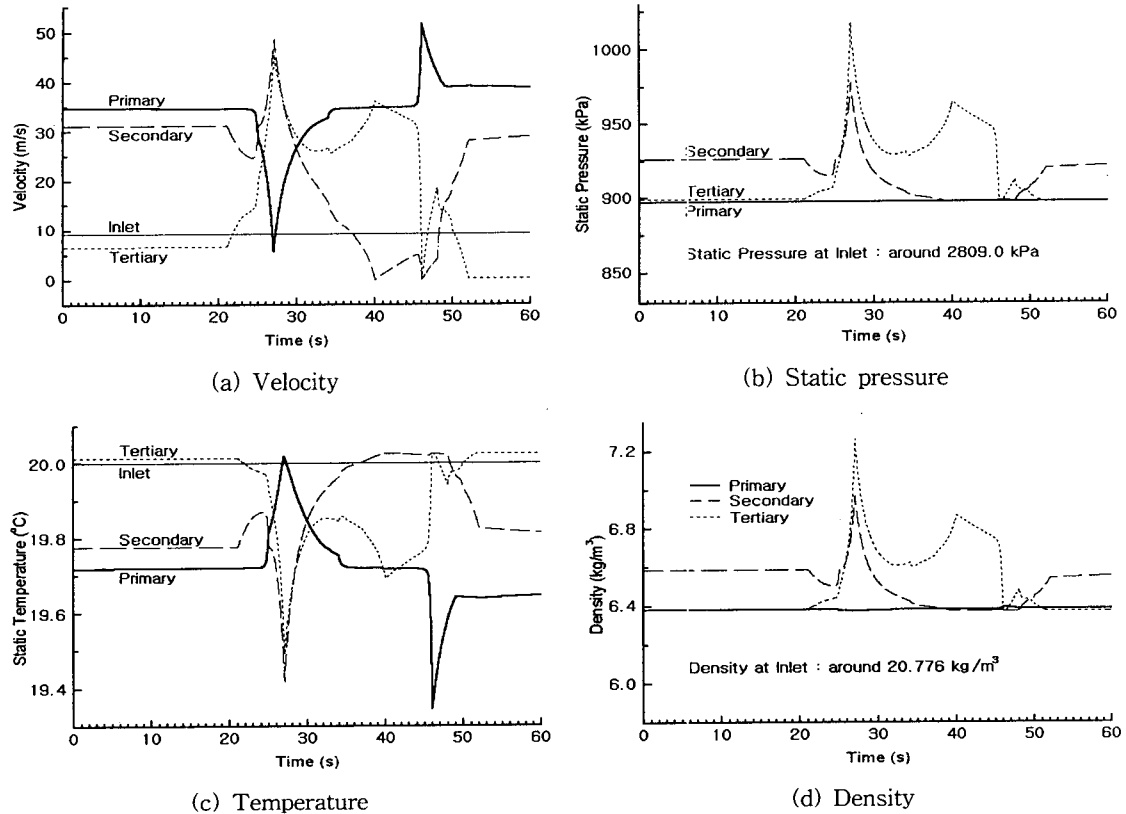 50
40
30
20
10
0
Velocity (m/s)
Primary
Secondary
Inlet
Tertiary
0 10 20 30 40 50 60
Time (s)
(a) Velocity
1000
950
900
850
Static Pressure (kPa)
Secondary
Tertiary
Primary
Static Pressure at Inlet : around 2809.0 kPa
0 10 20 30 40 50 60
Time (s)
(b) Static pressure
20.0
19.8
19.6
19.4
Static Temperature (°C)
Tertiary
Inlet
Secondary
Primary
0 10 20 30 40 50 60
Time (s)
(c) Temperature
7.2
6.8
6.4
6.0
Density (kg/m³)
Primary
Secondary
Tertiary
Density at Inlet : around 20.776 kg/m³
0 10 20 30 40 50 60
Time (s)
(d) Density